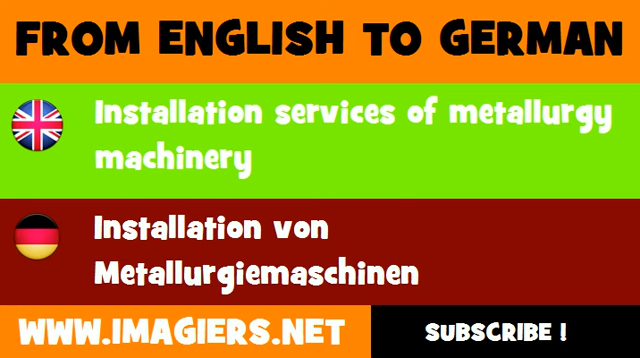 FROM ENGLISH TO GERMAN
Installation services of metallurgy
machinery
Installation von
Metallurgiemaschinen
WWW.IMAGIERS.NET
SUBSCRIBE !